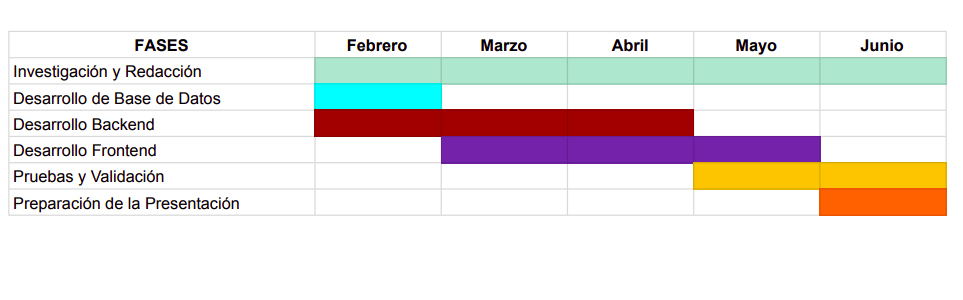 FASES Febrero Marzo Abril Mayo Junio
Investigación y Redacción
Desarrollo de Base de Datos
Desarrollo Backend
Desarrollo Frontend
Pruebas y Validación
Preparación de la Presentación